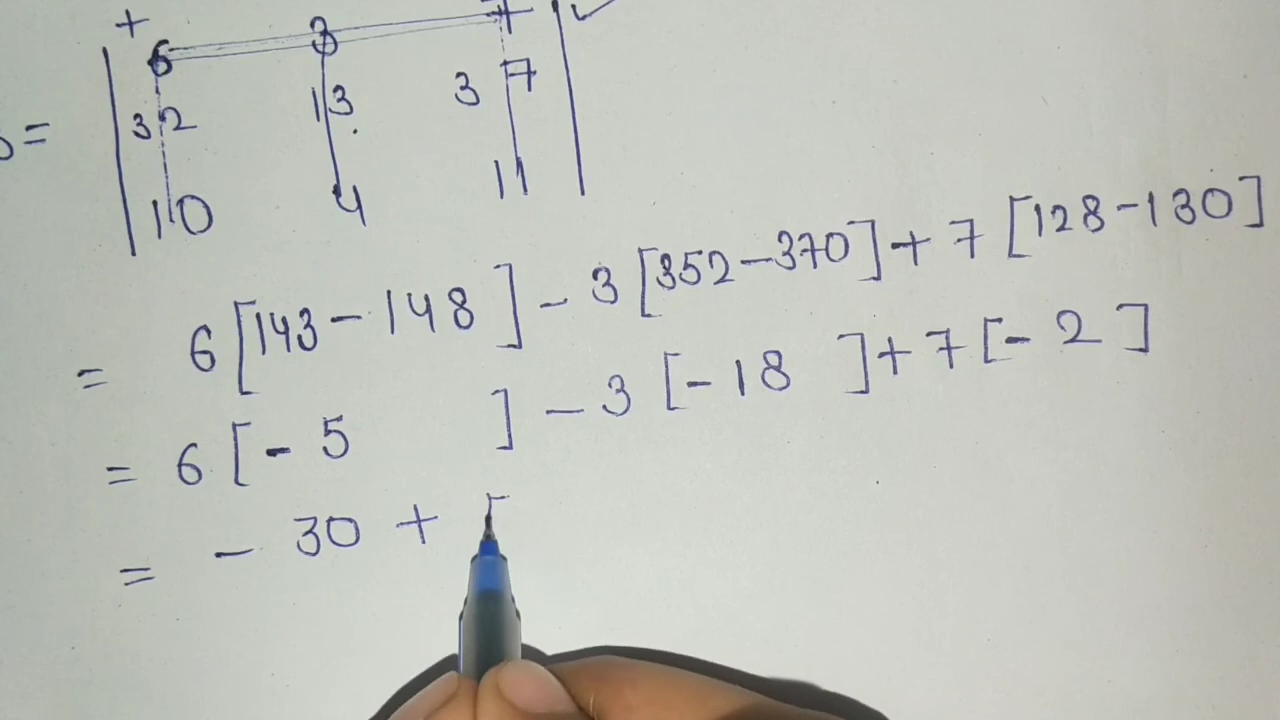 +
6 3 7
= 32 13 37
10 4 11
= 6[143-148] - 3[352-370] + 7[128-130]
= 6[-5 ] - 3[-18 ] + 7[-2 ]
= - 30 +